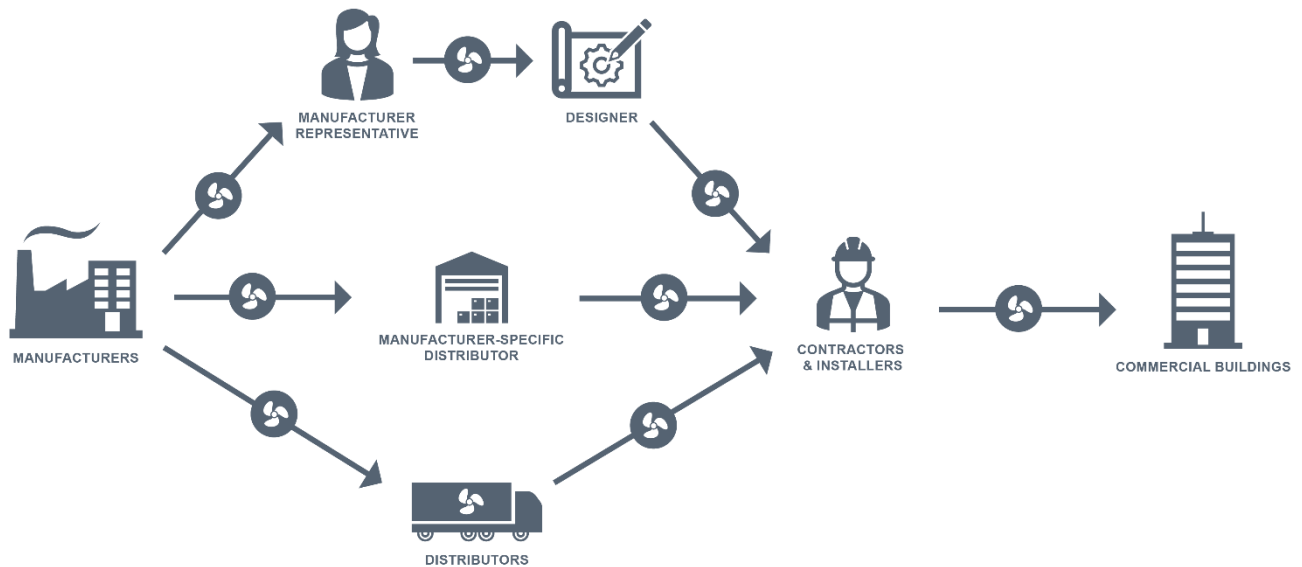 MANUFACTURER
REPRESENTATIVE
DESIGNER
MANUFACTURERS
MANUFACTURER-SPECIFIC
DISTRIBUTOR
CONTRACTORS
& INSTALLERS
COMMERCIAL BUILDINGS
DISTRIBUTORS